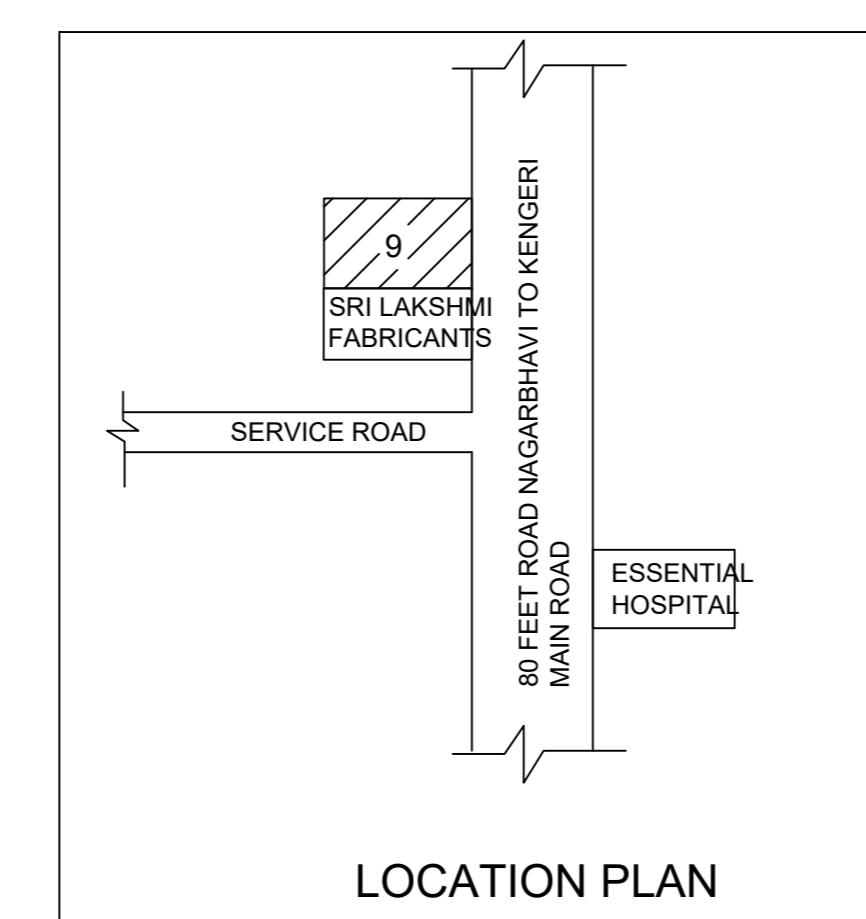 9
SRI LAKSHMI
FABRICANTS
SERVICE ROAD
80 FEET ROAD NAGARBHAVI TO KENGERI
MAIN ROAD
ESSENTIAL
HOSPITAL
LOCATION PLAN